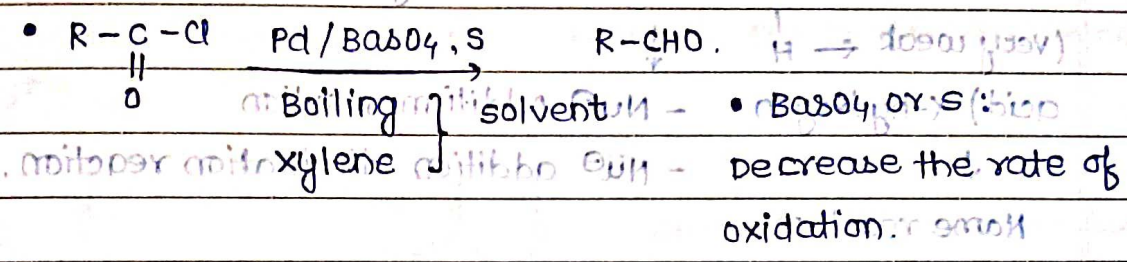 • R-C-Cl Pd / BaSO4, S R-CHO.
||
O
Boiling } solvent • BaSO4, or S :
xylene Decrease the rate of
oxidation.